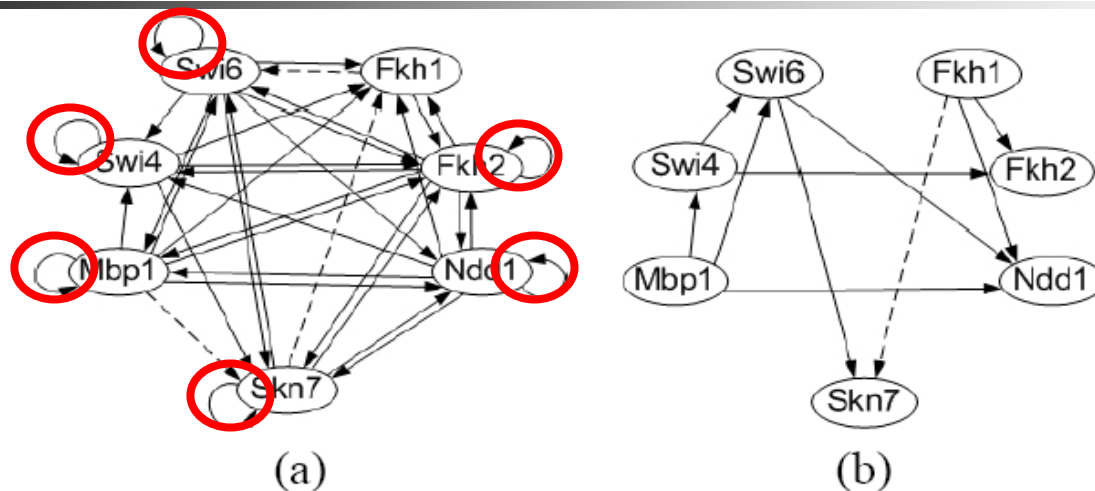 Swi6 Fkh1 Swi6 Fkh1
Swi4 Fkh2 Swi4 Fkh2
Mbp1 Ndd1 Mbp1 Ndd1
Skn7 Skn7
(a) (b)